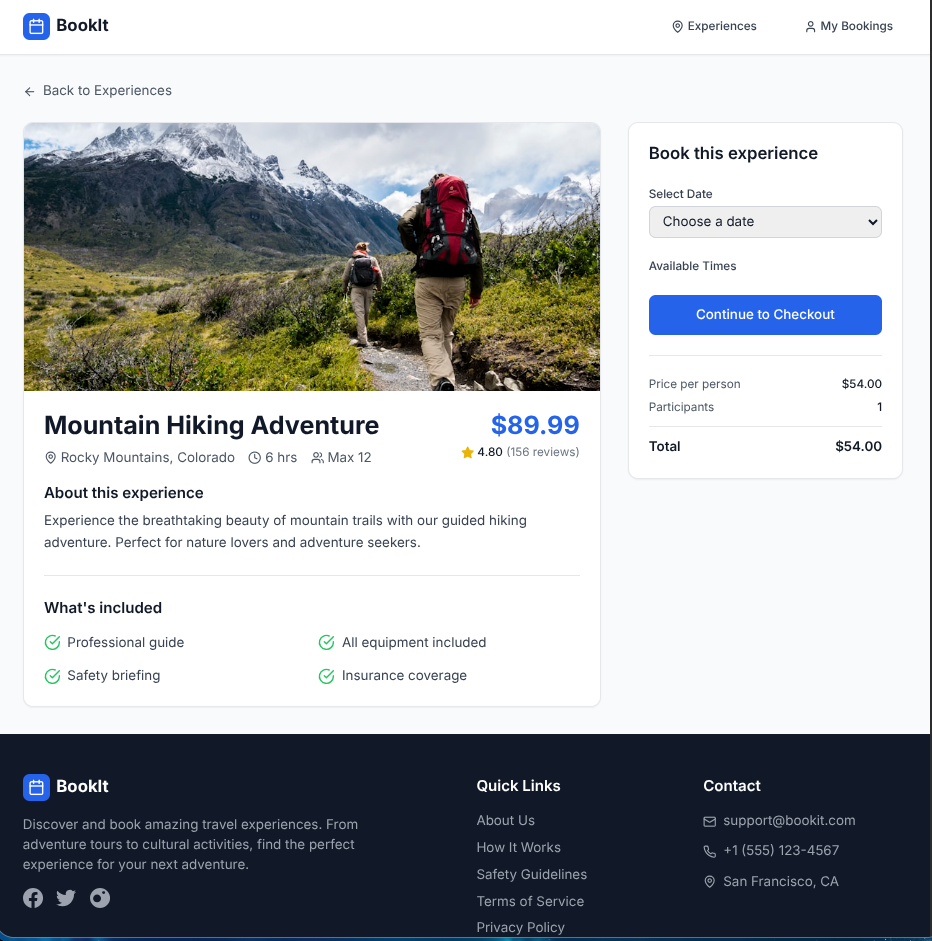 BookIt
Experiences
My Bookings
Back to Experiences
Book this experience
Select Date
Choose a date
Available Times
Continue to Checkout
Price per person $54.00
Participants 1
Total $54.00
Mountain Hiking Adventure
$89.99
Rocky Mountains, Colorado 6 hrs Max 12
4.80 (156 reviews)
About this experience
Experience the breathtaking beauty of mountain trails with our guided hiking
adventure. Perfect for nature lovers and adventure seekers.
What's included
Professional guide
All equipment included
Safety briefing
Insurance coverage
BookIt
Discover and book amazing travel experiences. From
adventure tours to cultural activities, find the perfect
experience for your next adventure.
Quick Links
About Us
How It Works
Safety Guidelines
Terms of Service
Privacy Policy
Contact
support@bookit.com
+1 (555) 123-4567
San Francisco, CA